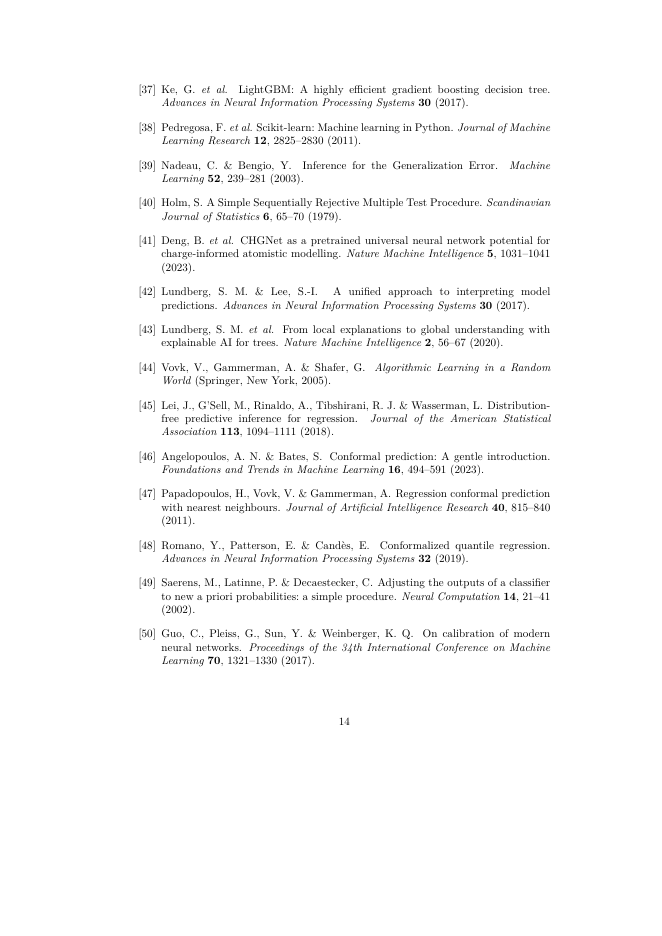 [37] Ke, G. et al. LightGBM: A highly efficient gradient boosting decision tree.
Advances in Neural Information Processing Systems 30 (2017).
[38] Pedregosa, F. et al. Scikit-learn: Machine learning in Python. Journal of Machine
Learning Research 12, 2825–2830 (2011).
[39] Nadeau, C. & Bengio, Y. Inference for the Generalization Error. Machine
Learning 52, 239–281 (2003).
[40] Holm, S. A Simple Sequentially Rejective Multiple Test Procedure. Scandinavian
Journal of Statistics 6, 65–70 (1979).
[41] Deng, B. et al. CHGNet as a pretrained universal neural network potential for
charge-informed atomistic modelling. Nature Machine Intelligence 5, 1031–1041
(2023).
[42] Lundberg, S. M. & Lee, S.-I. A unified approach to interpreting model
predictions. Advances in Neural Information Processing Systems 30 (2017).
[43] Lundberg, S. M. et al. From local explanations to global understanding with
explainable AI for trees. Nature Machine Intelligence 2, 56–67 (2020).
[44] Vovk, V., Gammerman, A. & Shafer, G. Algorithmic Learning in a Random
World (Springer, New York, 2005).
[45] Lei, J., G'Sell, M., Rinaldo, A., Tibshirani, R. J. & Wasserman, L. Distribution-
free predictive inference for regression. Journal of the American Statistical
Association 113, 1094–1111 (2018).
[46] Angelopoulos, A. N. & Bates, S. Conformal prediction: A gentle introduction.
Foundations and Trends in Machine Learning 16, 494–591 (2023).
[47] Papadopoulos, H., Vovk, V. & Gammerman, A. Regression conformal prediction
with nearest neighbours. Journal of Artificial Intelligence Research 40, 815–840
(2011).
[48] Romano, Y., Patterson, E. & Candès, E. Conformalized quantile regression.
Advances in Neural Information Processing Systems 32 (2019).
[49] Saerens, M., Latinne, P. & Decaestecker, C. Adjusting the outputs of a classifier
to new a priori probabilities: a simple procedure. Neural Computation 14, 21–41
(2002).
[50] Guo, C., Pleiss, G., Sun, Y. & Weinberger, K. Q. On calibration of modern
neural networks. Proceedings of the 34th International Conference on Machine
Learning 70, 1321–1330 (2017).
14